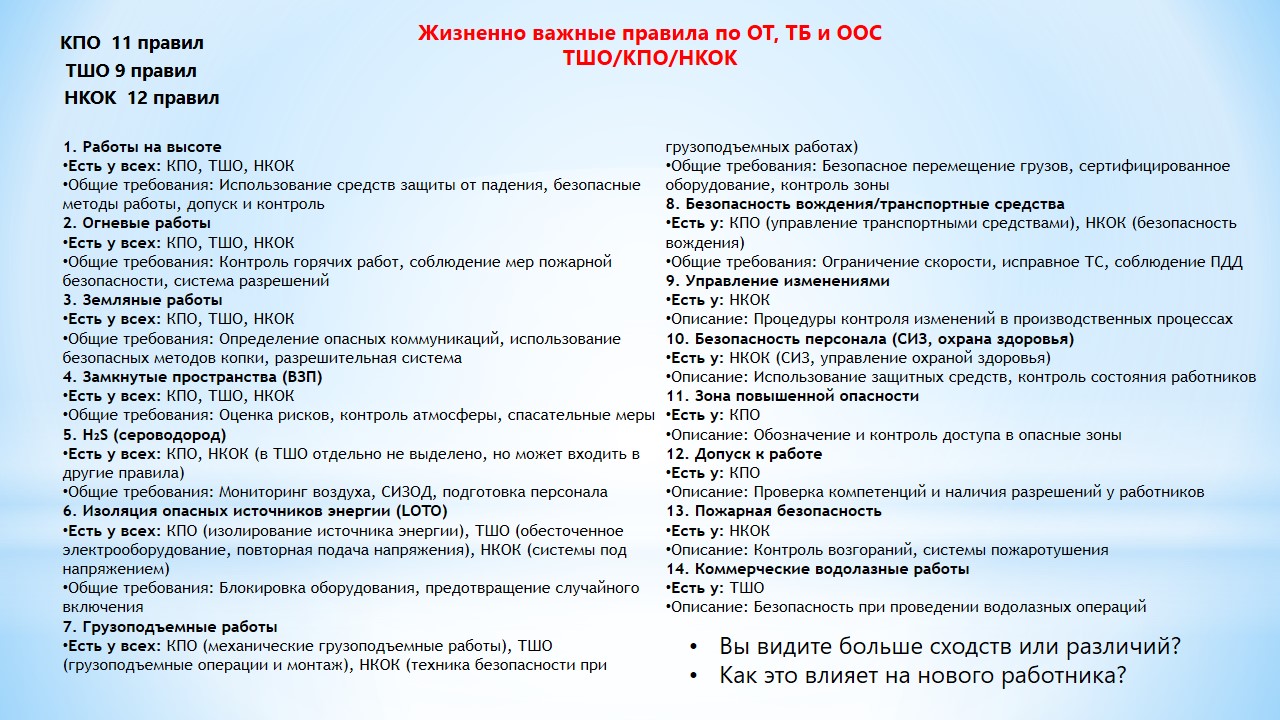 КПО  11 правил
ТШО 9 правил
НКОК  12 правил
Жизненно важные правила по ОТ, ТБ и ООС
ТШО/КПО/НКОК
1. Работы на высоте
•Есть у всех: КПО, ТШО, НКОК
•Общие требования: Использование средств защиты от падения, безопасные
методы работы, допуск и контроль
2. Огневые работы
•Есть у всех: КПО, ТШО, НКОК
•Общие требования: Контроль горячих работ, соблюдение мер пожарной
безопасности, система разрешений
3. Земляные работы
•Есть у всех: КПО, ТШО, НКОК
•Общие требования: Определение опасных коммуникаций, использование
безопасных методов копки, разрешительная система
4. Замкнутые пространства (ВЗП)
•Есть у всех: КПО, ТШО, НКОК
•Общие требования: Оценка рисков, контроль атмосферы, спасательные меры
5. H₂S (сероводород)
•Есть у всех: КПО, НКОК (в ТШО отдельно не выделено, но может входить в
другие правила)
•Общие требования: Мониторинг воздуха, СИЗОД, подготовка персонала
6. Изоляция опасных источников энергии (LOTO)
•Есть у всех: КПО (изолирование источника энергии), ТШО (обесточенное
электрооборудование, повторная подача напряжения), НКОК (системы под
напряжением)
•Общие требования: Блокировка оборудования, предотвращение случайного
включения
7. Грузоподъемные работы
•Есть у всех: КПО (механические грузоподъемные работы), ТШО
(грузоподъемные операции и монтаж), НКОК (техника безопасности при
грузоподъемных работах)
•Общие требования: Безопасное перемещение грузов, сертифицированное
оборудование, контроль зоны
8. Безопасность вождения/транспортные средства
•Есть у: КПО (управление транспортными средствами), НКОК (безопасность
вождения)
•Общие требования: Ограничение скорости, исправное ТС, соблюдение ПДД
9. Управление изменениями
•Есть у: НКОК
•Описание: Процедуры контроля изменений в производственных процессах
10. Безопасность персонала (СИЗ, охрана здоровья)
•Есть у: НКОК (СИЗ, управление охраной здоровья)
•Описание: Использование защитных средств, контроль состояния работников
11. Зона повышенной опасности
•Есть у: КПО
•Описание: Обозначение и контроль доступа в опасные зоны
12. Допуск к работе
•Есть у: КПО
•Описание: Проверка компетенций и наличия разрешений у работников
13. Пожарная безопасность
•Есть у: НКОК
•Описание: Контроль возгораний, системы пожаротушения
14. Коммерческие водолазные работы
•Есть у: ТШО
•Описание: Безопасность при проведении водолазных операций
• Вы видите больше сходств или различий?
• Как это влияет на нового работника?